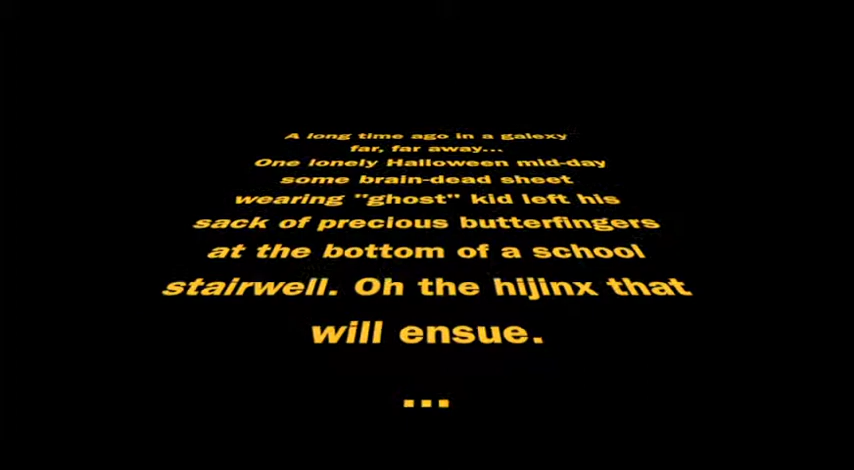 A long time ago in a galexy
far, far away...
One lonely Halloween mid-day
some brain-dead sheet
wearing "ghost" kid left his
sack of precious butterfingers
at the bottom of a school
stairwell. Oh the hijinx that
will ensue.
...